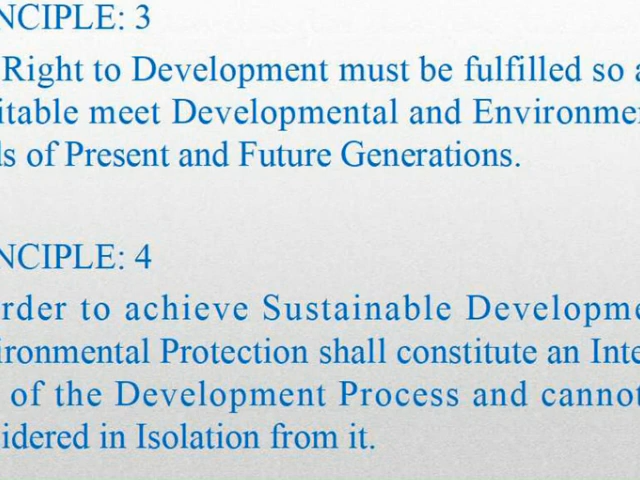 NCIPLE: 3
Right to Development must be fulfilled so a
itable meet Developmental and Environme
ds of Present and Future Generations.
NCIPLE: 4
rder to achieve Sustainable Developme
ironmental Protection shall constitute an Inte
of the Development Process and cannot
idered in Isolation from it.